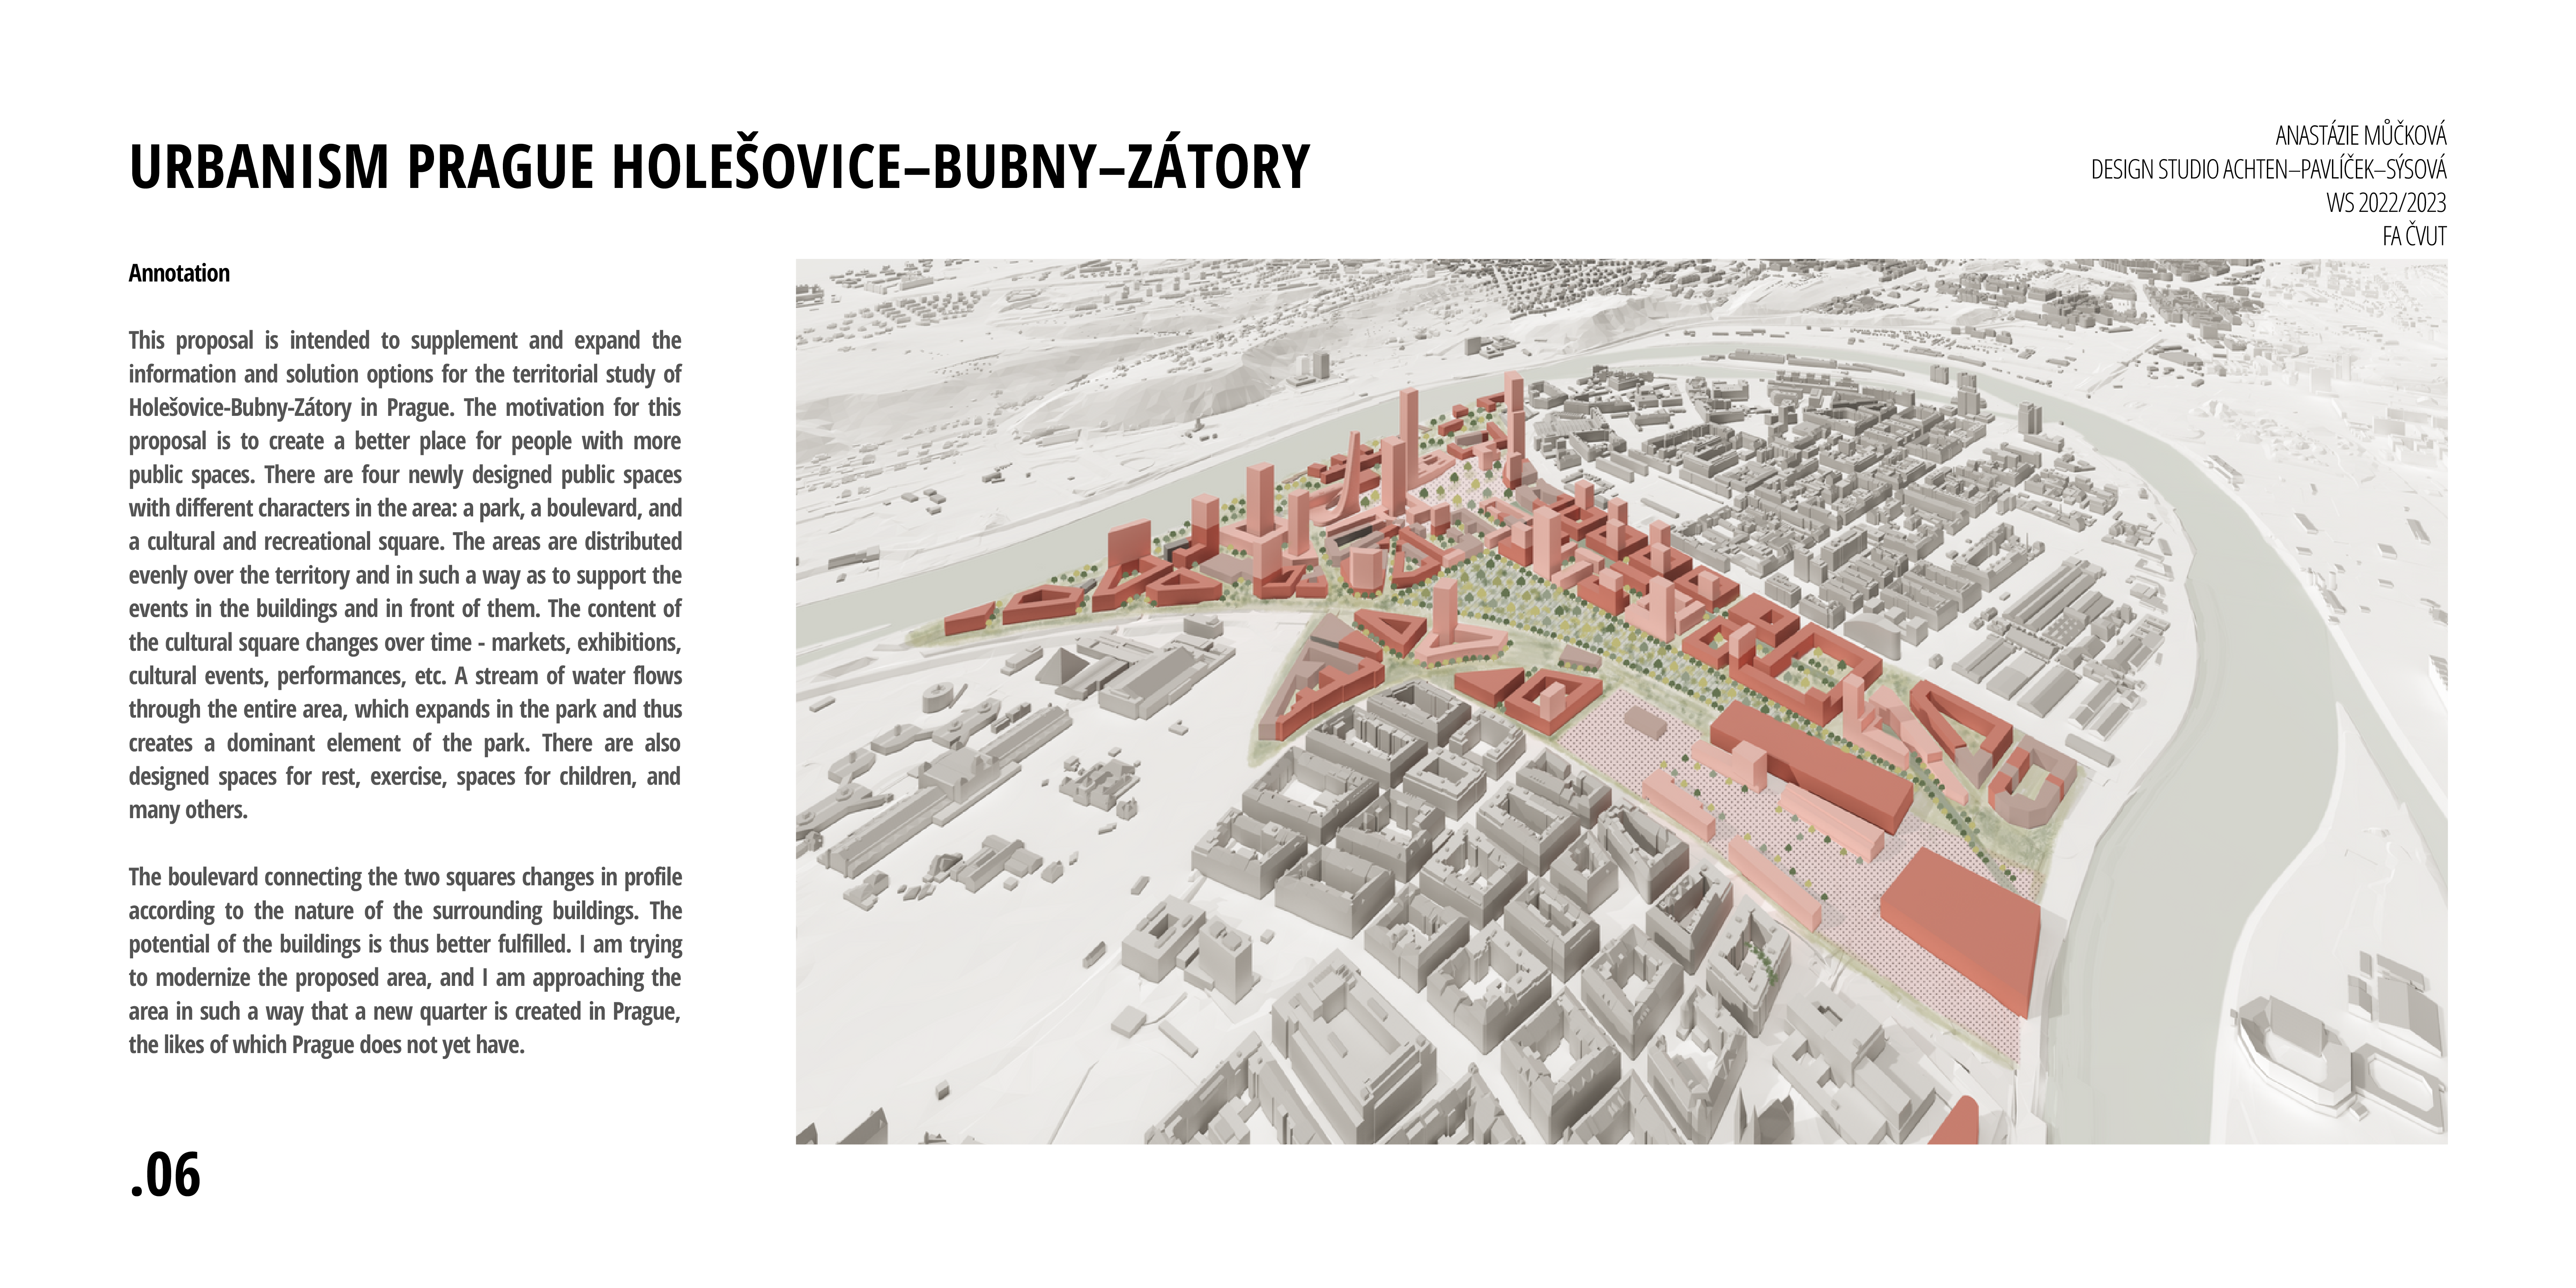 URBANISM PRAGUE HOLEŠOVICE–BUBNY–ZÁTORY
ANASTÁZIE MŮČKOVÁ
DESIGN STUDIO ACHTEN–PAVLÍČEK–SÝSOVÁ
WS 2022/2023
FA ČVUT
Annotation
This proposal is intended to supplement and expand the
information and solution options for the territorial study of
Holešovice-Bubny-Zátory in Prague. The motivation for this
proposal is to create a better place for people with more
public spaces. There are four newly designed public spaces
with different characters in the area: a park, a boulevard, and
a cultural and recreational square. The areas are distributed
evenly over the territory and in such a way as to support the
events in the buildings and in front of them. The content of
the cultural square changes over time - markets, exhibitions,
cultural events, performances, etc. A stream of water flows
through the entire area, which expands in the park and thus
creates a dominant element of the park. There are also
designed spaces for rest, exercise, spaces for children, and
many others.
The boulevard connecting the two squares changes in profile
according to the nature of the surrounding buildings. The
potential of the buildings is thus better fulfilled. I am trying
to modernize the proposed area, and I am approaching the
area in such a way that a new quarter is created in Prague,
the likes of which Prague does not yet have.
.06